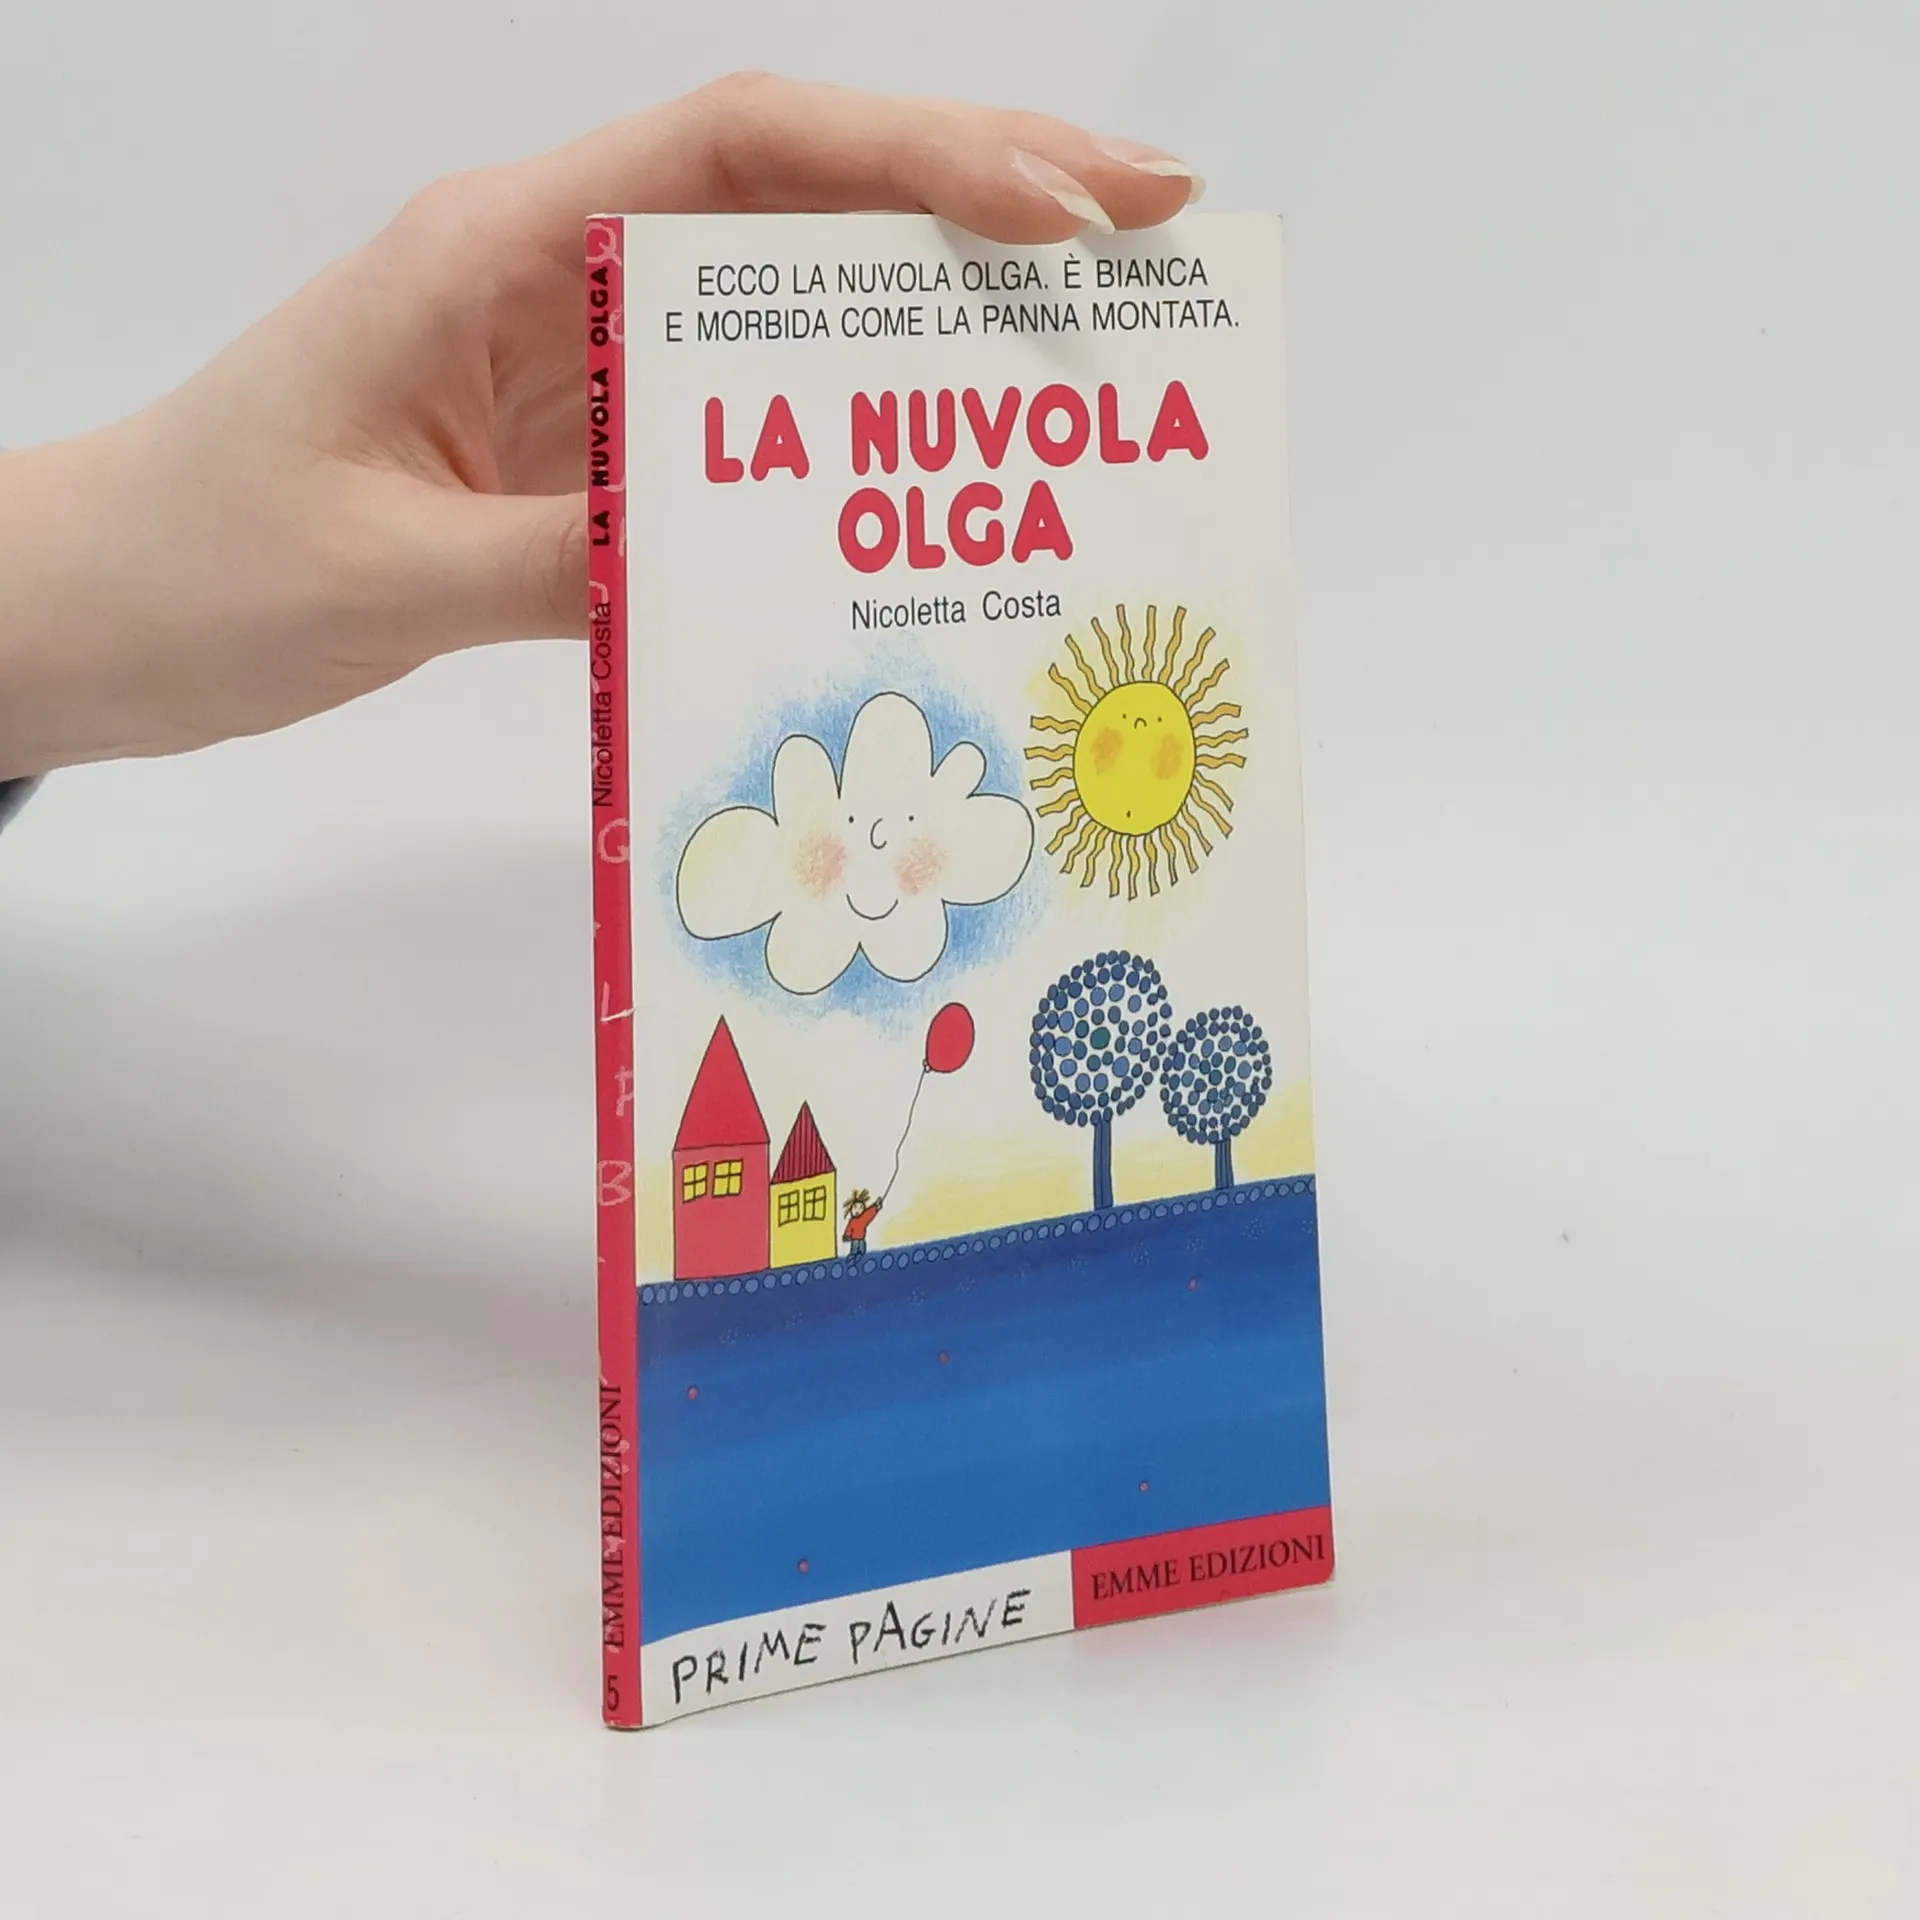 ECCO LA NUVOLA OLGA. È BIANCA
E MORBIDA COME LA PANNA MONTATA.
LA NUVOLA
OLGA
Nicoletta Costa
PRIME PAGINE
EMME EDIZIONI
LA NUVOLA OLGA
Nicoletta Costa
EMME EDIZIONI
5